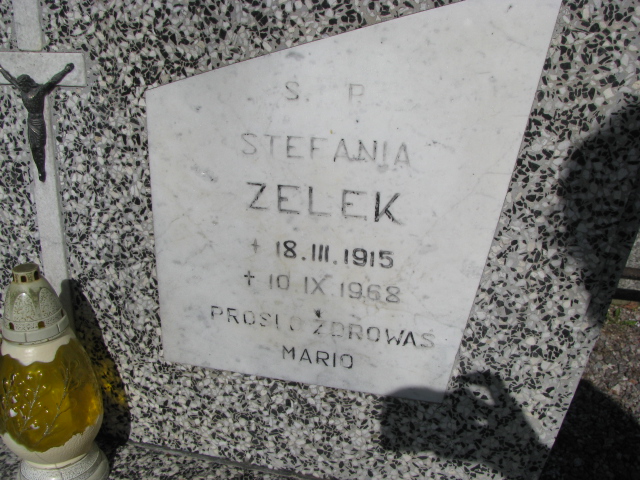 S. P.
STEFANIA
ZELEK
+ 18.III.1915
+ 10.IX.1968
PROSI O ZDROWAŚ
MARIO